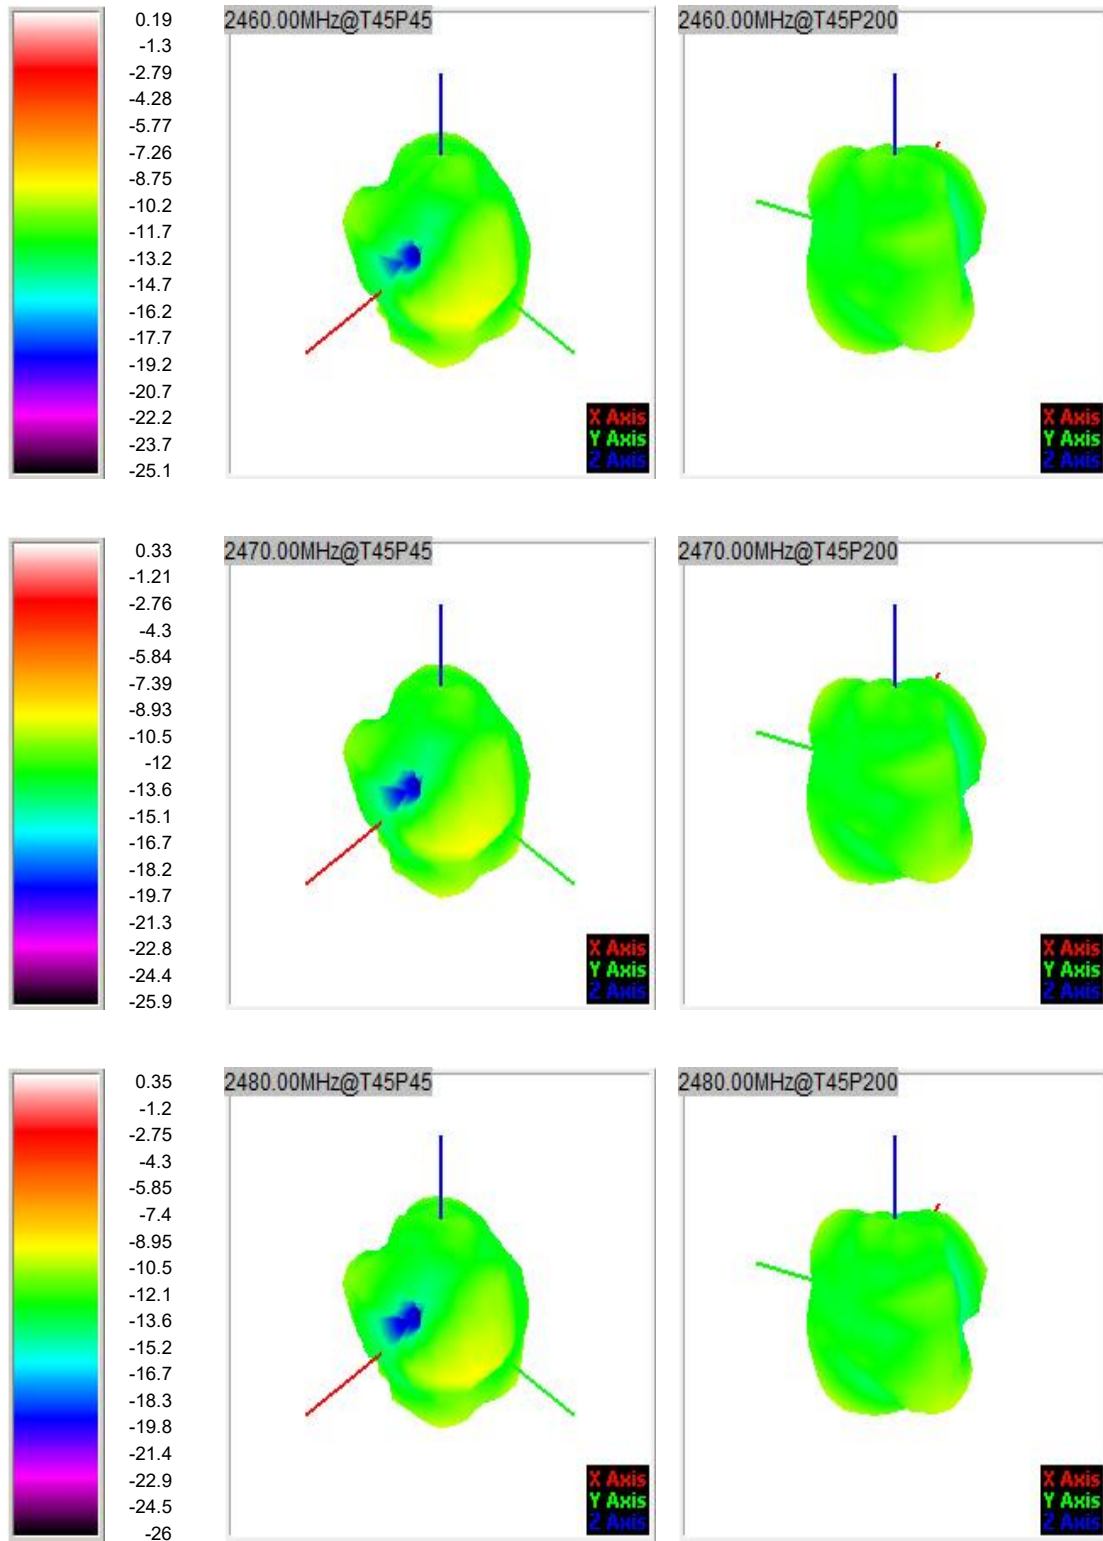 0.19
-1.3
-2.79
-4.28
-5.77
-7.26
-8.75
-10.2
-11.7
-13.2
-14.7
-16.2
-17.7
-19.2
-20.7
-22.2
-23.7
-25.1
2460.00MHz@T45P45
X Axis
Y Axis
Z Axis
2460.00MHz@T45P200
X Axis
Y Axis
Z Axis
0.33
-1.21
-2.76
-4.3
-5.84
-7.39
-8.93
-10.5
-12
-13.6
-15.1
-16.7
-18.2
-19.7
-21.3
-22.8
-24.4
-25.9
2470.00MHz@T45P45
X Axis
Y Axis
Z Axis
2470.00MHz@T45P200
X Axis
Y Axis
Z Axis
0.35
-1.2
-2.75
-4.3
-5.85
-7.4
-8.95
-10.5
-12.1
-13.6
-15.2
-16.7
-18.3
-19.8
-21.4
-22.9
-24.5
-26
2480.00MHz@T45P45
X Axis
Y Axis
Z Axis
2480.00MHz@T45P200
X Axis
Y Axis
Z Axis